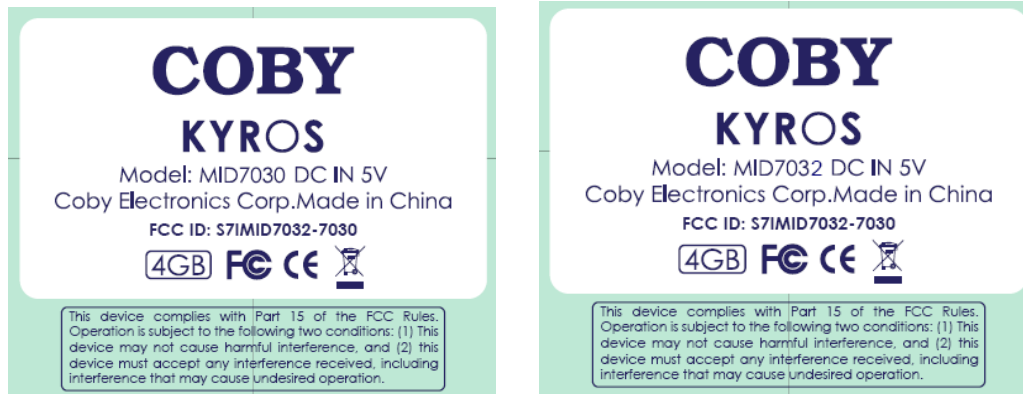 COBY
KYROS
Model: MID7030 DC IN 5V
Coby Electronics Corp.Made in China
FCC ID: S7IMID7032-7030
4GB FC CE
This device complies with Part 15 of the FCC Rules.
Operation is subject to the following two conditions: (1) This
device may not cause harmful interference, and (2) this
device must accept any interference received, including
interference that may cause undesired operation.
COBY
KYROS
Model: MID7032 DC IN 5V
Coby Electronics Corp.Made in China
FCC ID: S7IMID7032-7030
4GB FC CE
This device complies with Part 15 of the FCC Rules.
Operation is subject to the following two conditions: (1) This
device may not cause harmful interference, and (2) this
device must accept any interference received, including
interference that may cause undesired operation.